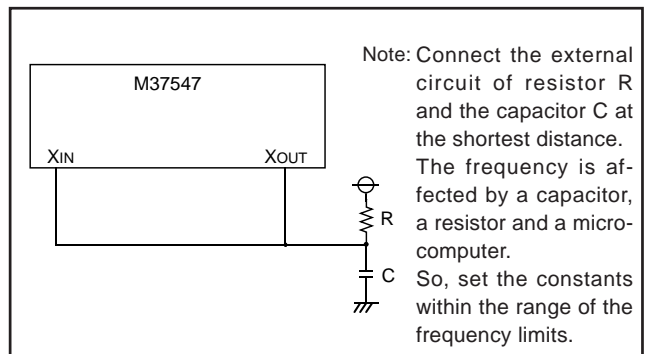 M37547
XIN
XOUT
R
C
Note: Connect the external
circuit of resistor R
and the capacitor C at
the shortest distance.
The frequency is af-
fected by a capacitor,
a resistor and a micro-
computer.
So, set the constants
within the range of the
frequency limits.